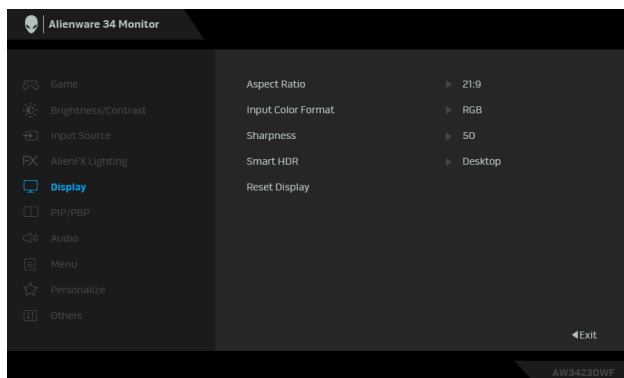 Alienware 34 Monitor
Game
Brightness/Contrast
Input Source
FX AlienFX Lighting
Display
PIP/PBP
Audio
Menu
Personalize
Others
Aspect Ratio 21:9
Input Color Format RGB
Sharpness 50
Smart HDR Desktop
Reset Display
Exit
AW3423DWF